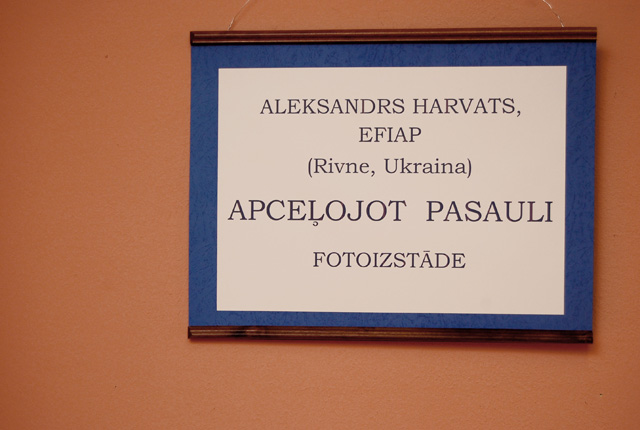 ALEKSANDRS HARVATS,
EFIAP
(Rivne, Ukraina)
APCEĻOJOT PASAULI
FOTOIZSTĀDE